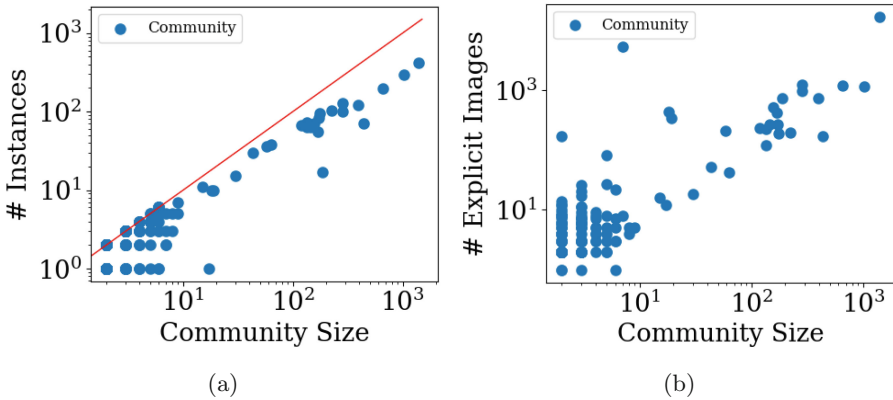 Community
# Instances
10^3
10^2
10^1
10^0
10^1
10^2
10^3
Community Size
(a)
Community
# Explicit Images
10^3
10^1
10^1
10^2
10^3
Community Size
(b)